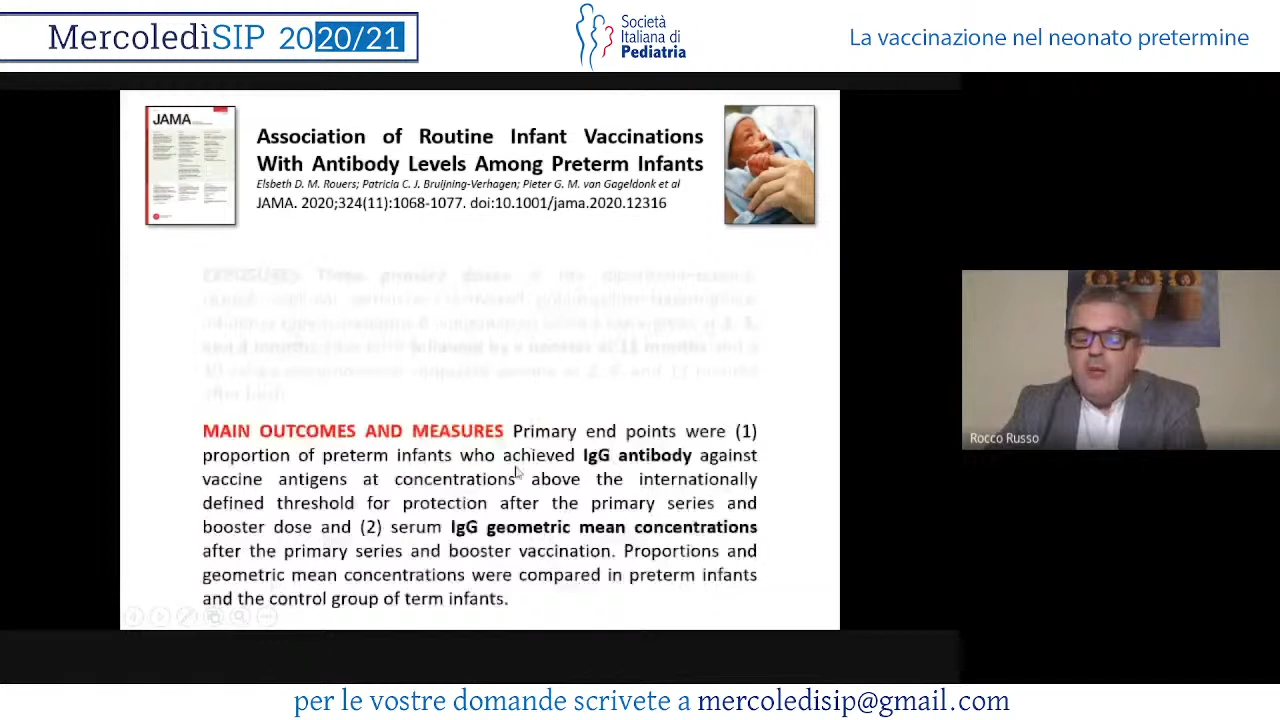 MercoledìSIP 2020/21
Società
Italiana di
Pediatria
La vaccinazione nel neonato pretermine
JAMA
Association of Routine Infant Vaccinations
With Antibody Levels Among Preterm Infants
Elsbeth D. M. Rouers; Patricia C. J. Bruijning-Verhagen; Pieter G. M. van Gageldonk et al
JAMA. 2020;324(11):1068-1077. doi:10.1001/jama.2020.12316
MAIN OUTCOMES AND MEASURES Primary end points were (1)
proportion of preterm infants who achieved IgG antibody against
vaccine antigens at concentrations above the internationally
defined threshold for protection after the primary series and
booster dose and (2) serum IgG geometric mean concentrations
after the primary series and booster vaccination. Proportions and
geometric mean concentrations were compared in preterm infants
and the control group of term infants.
Rocco Russo
per le vostre domande scrivete a mercoledisip@gmail.com